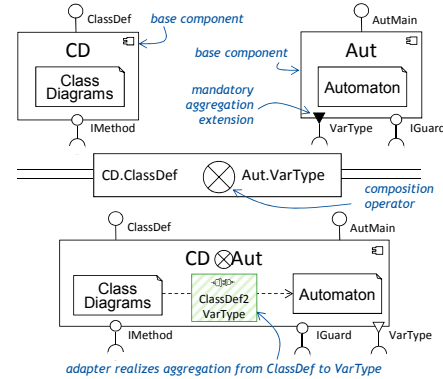 ClassDef
base component
AutMain
CD
Class
Diagrams
IMethod
base component
mandatory
aggregation
extension
Aut
Automaton
VarType
IGuard
CD.ClassDef
Aut.VarType
composition
operator
ClassDef
AutMain
CD⊗Aut
Class
Diagrams
ClassDef2
VarType
Automaton
IMethod
IGuard
VarType
adapter realizes aggregation from ClassDef to VarType